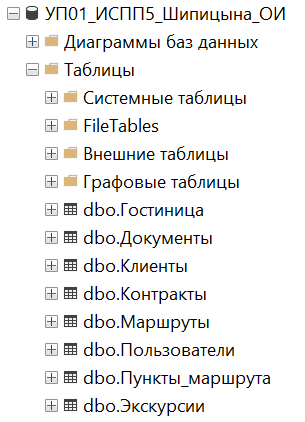 УП01_ИСПП5_Шипицына_ОИ
Диаграммы баз данных
Таблицы
Системные таблицы
FileTables
Внешние таблицы
Графовые таблицы
dbo.Гостиница
dbo.Документы
dbo.Клиенты
dbo.Контракты
dbo.Маршруты
dbo.Пользователи
dbo.Пункты_маршрута
dbo.Экскурсии